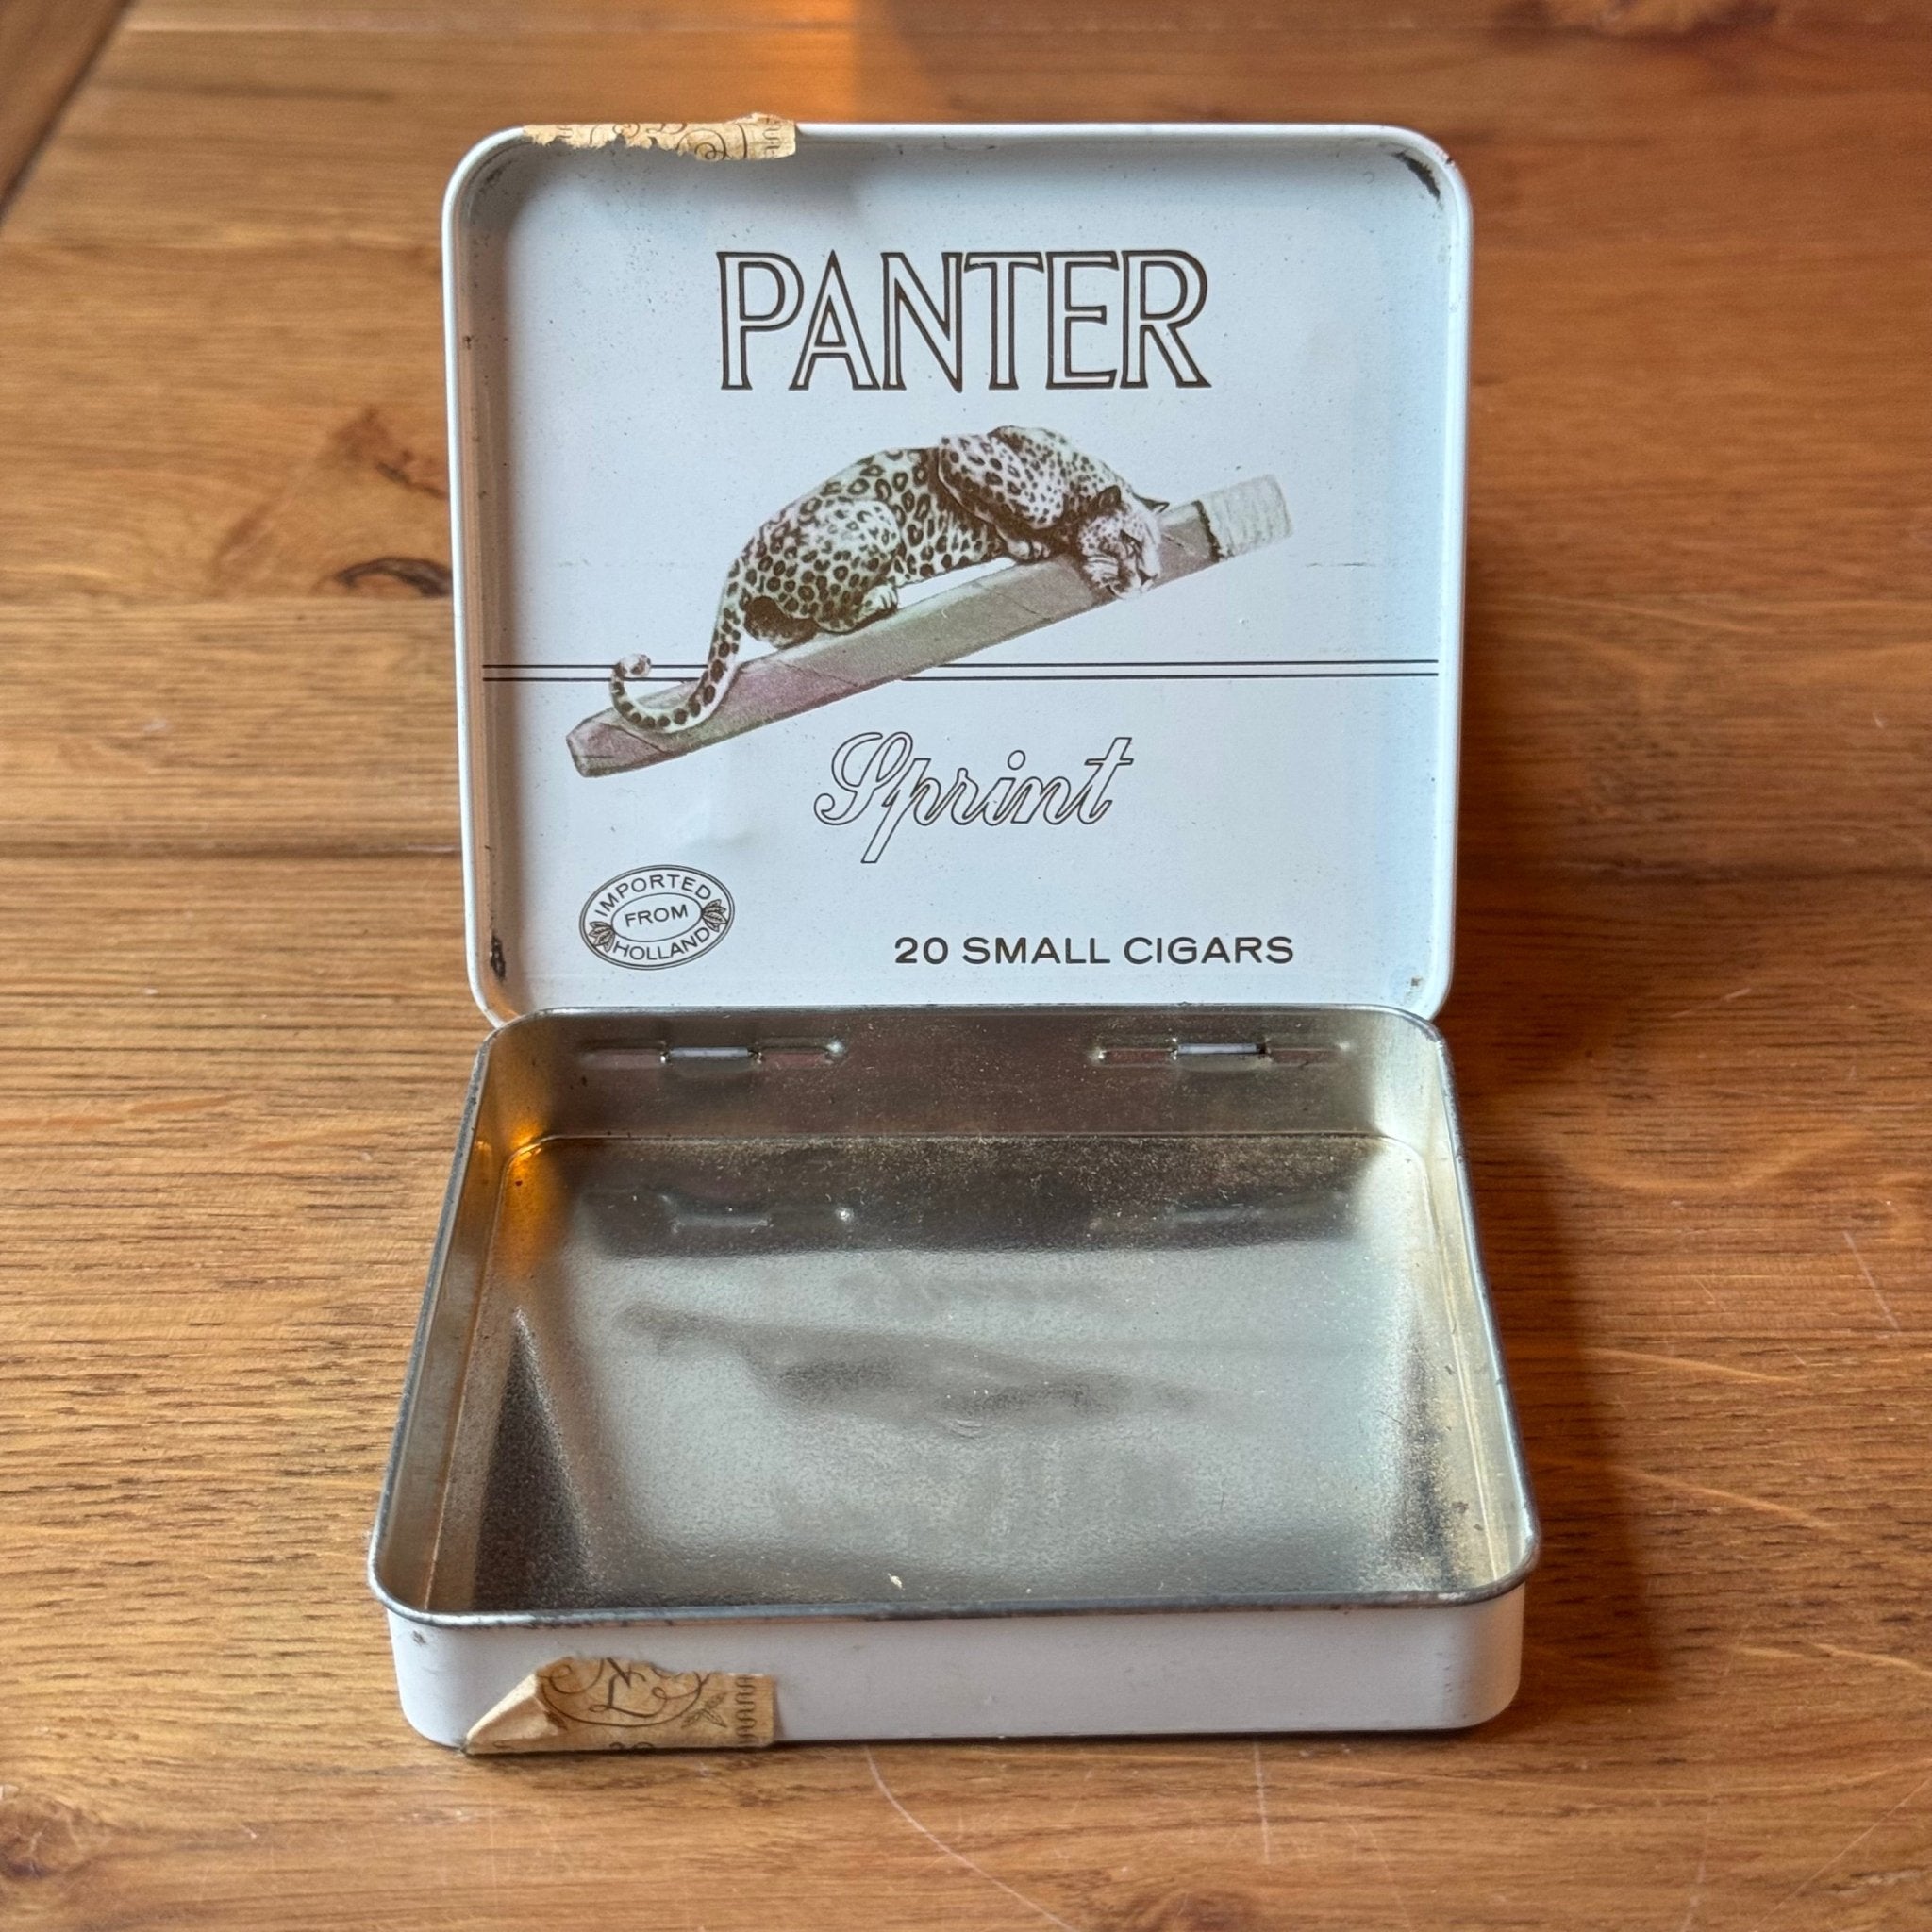 PANTER
Sprint
IMPORTED
FROM
HOLLAND
20 SMALL CIGARS